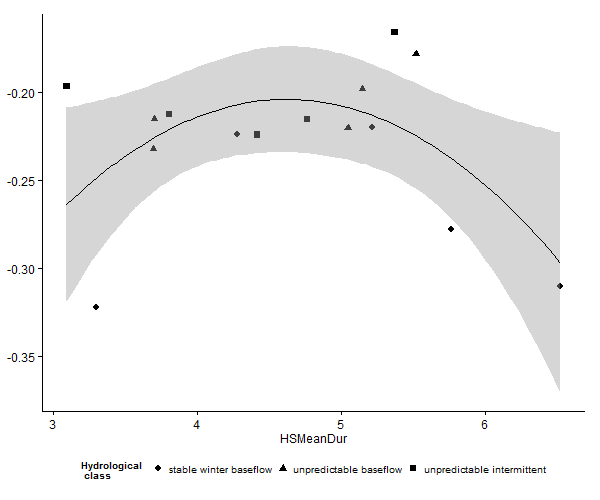 -0.20
-0.25
-0.30
-0.35
3 4 5 6
HSMeanDur
Hydrological class
stable winter baseflow unpredictable baseflow unpredictable intermittent